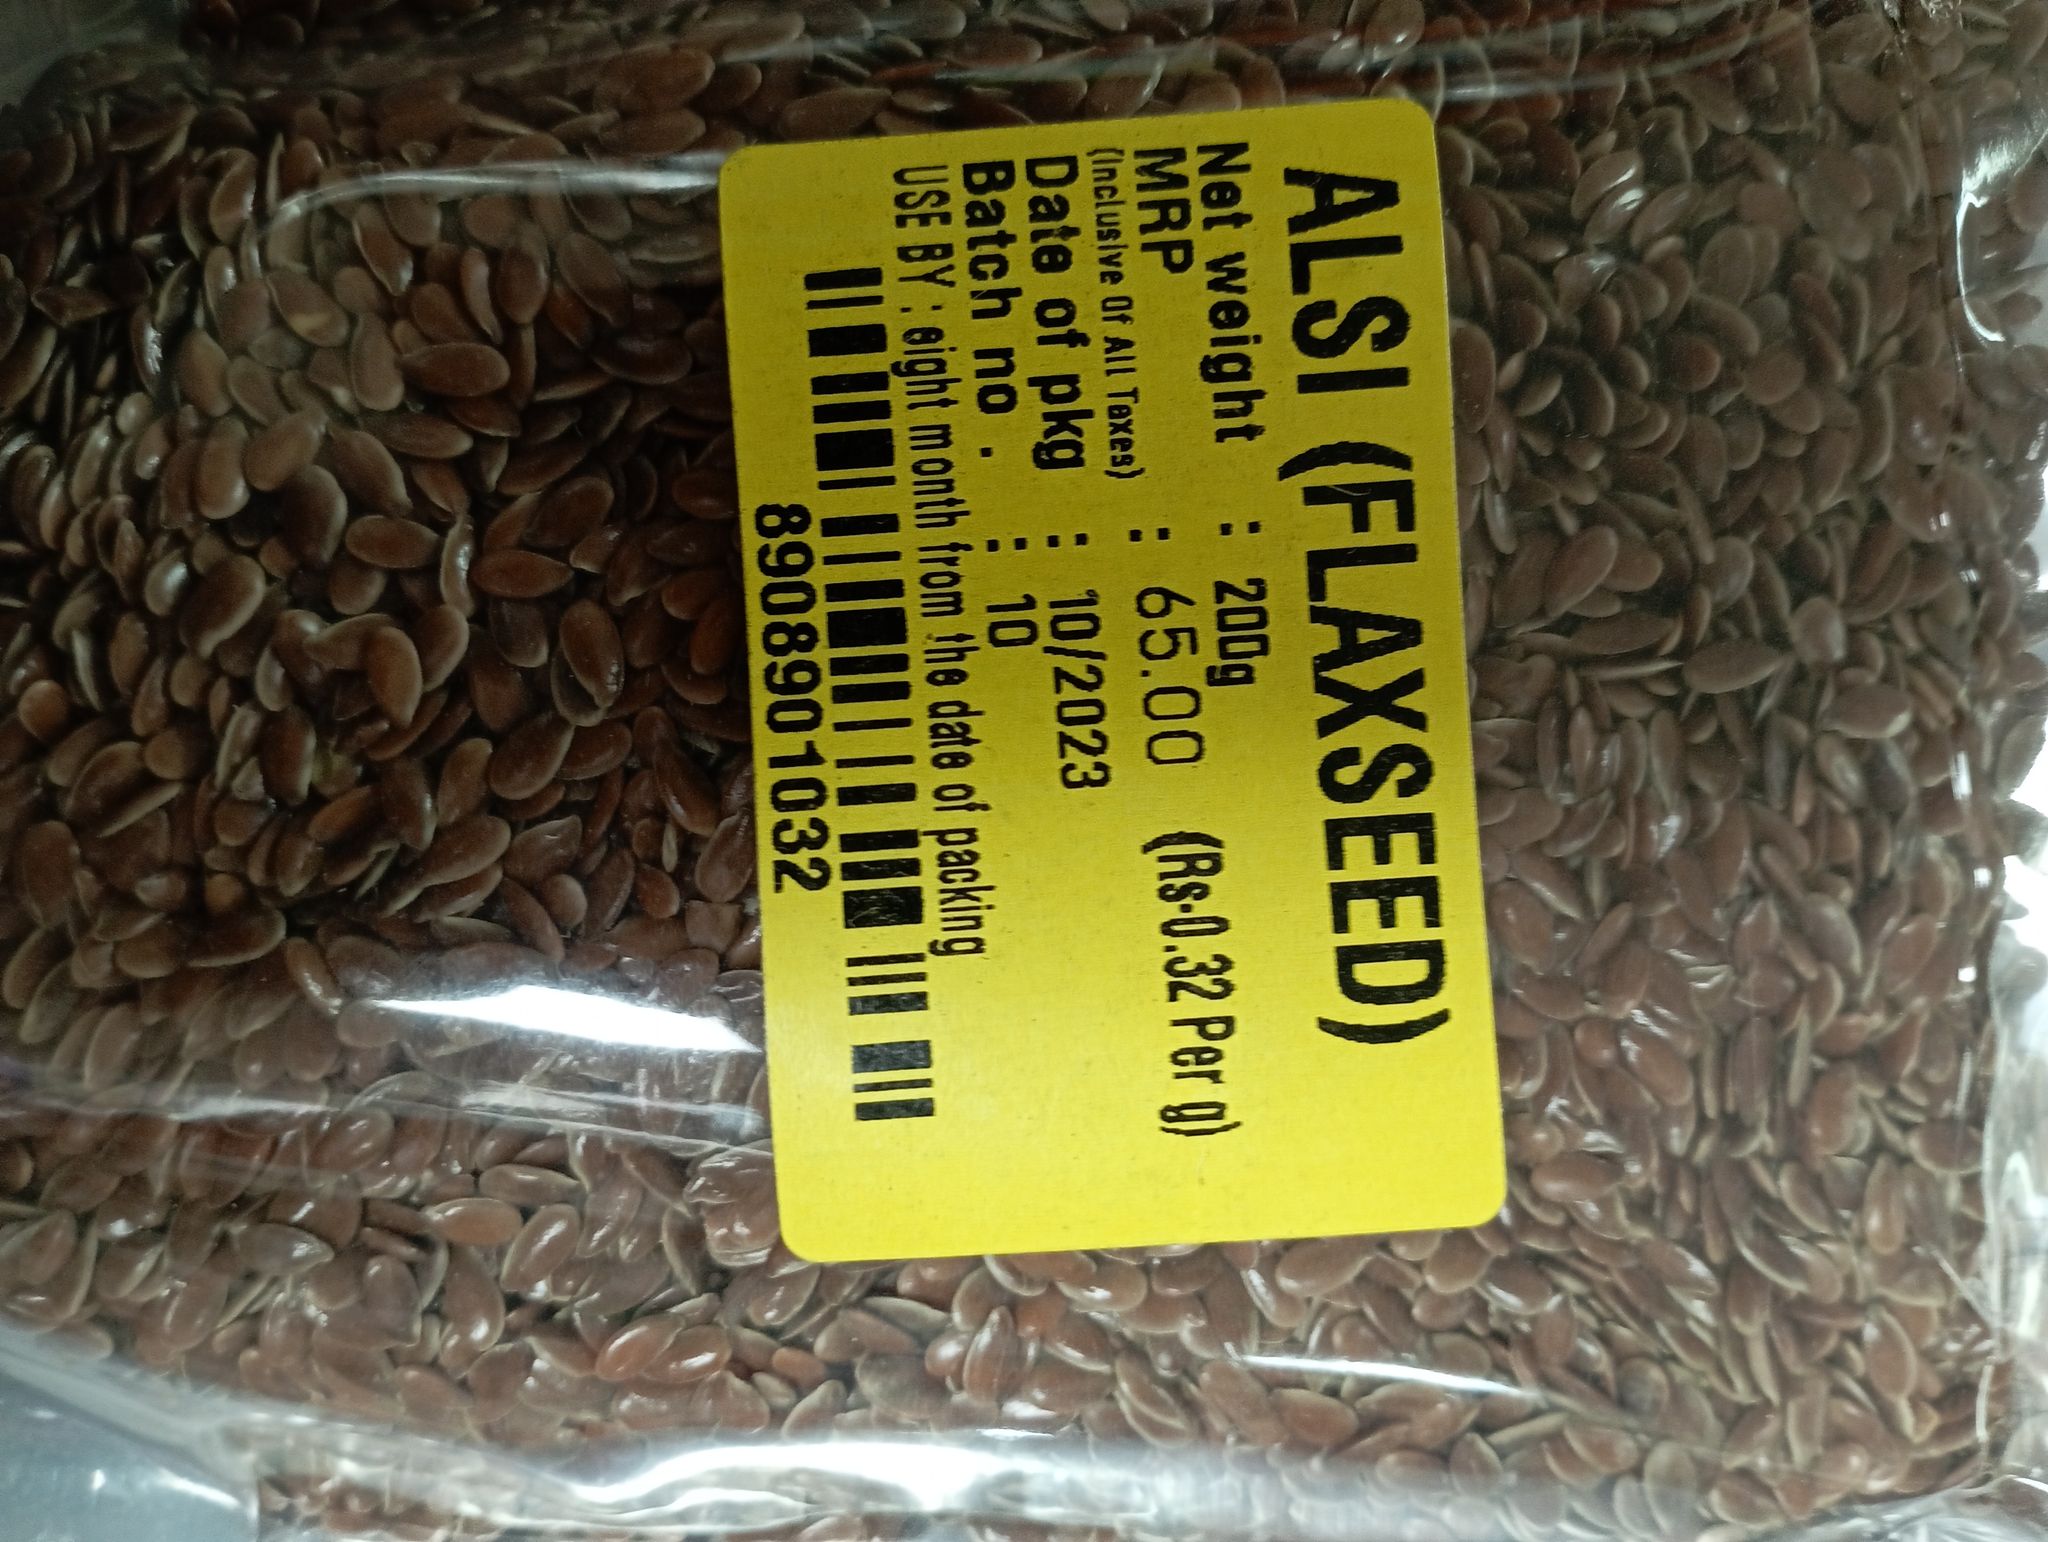 ALSI (FLAXSEED)
Net weight : 200g
MRP : 65.00 (Rs.0.32 Per g)
(Inclusive Of All Taxes)
Date of pkg : 10/2023
Batch no . : 10
USE BY : eight month from the date of packing
8908901032